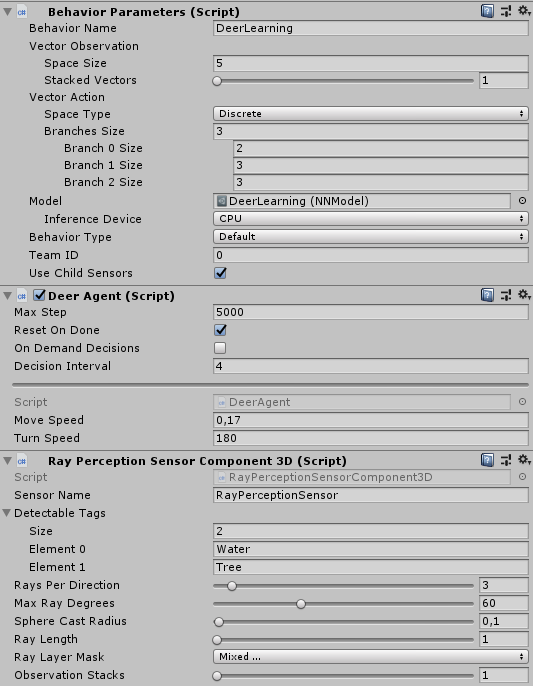 Behavior Parameters (Script)
Behavior Name DeerLearning
Vector Observation
Space Size 5
Stacked Vectors 1
Vector Action
Space Type Discrete
Branches Size 3
Branch 0 Size 2
Branch 1 Size 3
Branch 2 Size 3
Model DeerLearning (NNModel)
Inference Device CPU
Behavior Type Default
Team ID 0
Use Child Sensors
Deer Agent (Script)
Max Step 5000
Reset On Done
On Demand Decisions
Decision Interval 4
Script DeerAgent
Move Speed 0,17
Turn Speed 180
Ray Perception Sensor Component 3D (Script)
Script RayPerceptionSensorComponent3D
Sensor Name RayPerceptionSensor
Detectable Tags
Size 2
Element 0 Water
Element 1 Tree
Rays Per Direction 3
Max Ray Degrees 60
Sphere Cast Radius 0,1
Ray Length 1
Ray Layer Mask Mixed ...
Observation Stacks 1